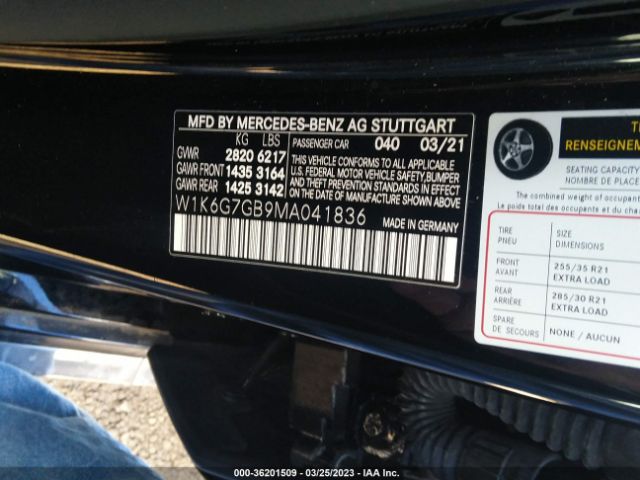 MFD BY MERCEDES-BENZ AG STUTTGART
KG LBS
GVWR 2820 6217
GAWR FRONT 1435 3164
GAWR REAR 1425 3142
PASSENGER CAR 040 03/21
THIS VEHICLE CONFORMS TO ALL APPLICABLE
U.S. FEDERAL MOTOR VEHICLE SAFETY, BUMPER
AND THEFT PREVENTION STANDARDS IN EFFECT
ON THE DATE OF MANUFACTURE SHOWN ABOVE.
W1K6G7GB9MA041836
MADE IN GERMANY
RENSEIGNEMEN
SEATING CAPACITY
NOMBRE DE PLACE
The combined weight of occupant
Le poids total des occupan
TIRE
PNEU
SIZE
DIMENSIONS
FRONT
AVANT
255/35 R21
EXTRA LOAD
REAR
ARRIÈRE
285/30 R21
EXTRA LOAD
SPARE
DE SECOURS
NONE / AUCUN
000-36201509 — 03/25/2023 — IAA Inc.